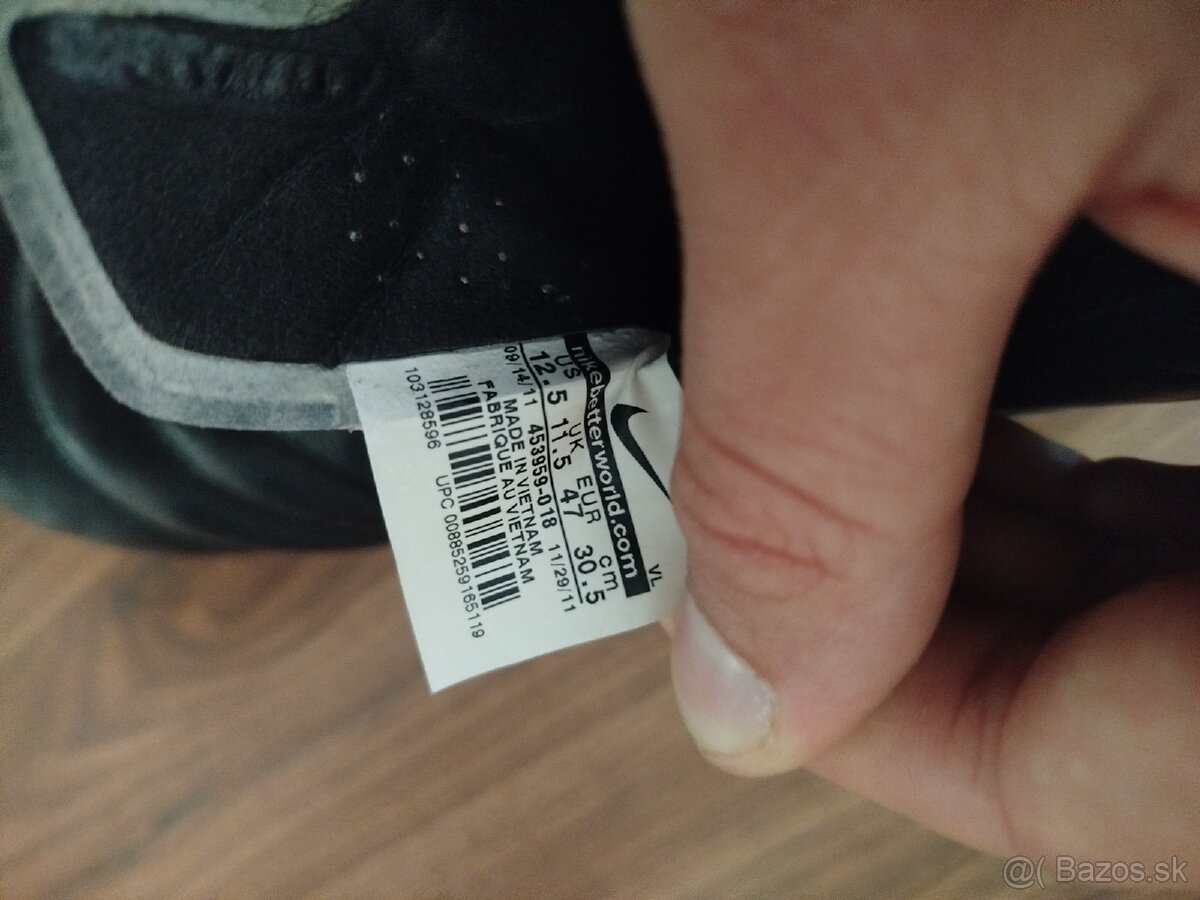 VL
nikebetterworld.com
US UK EUR cm
12.5 11.5 47 30.5
09/14/11 453959-018 11/29/11
MADE IN VIETNAM
FABRIQUE AU VIETNAM
103128596 UPC 00885259165119
@( Bazos.sk